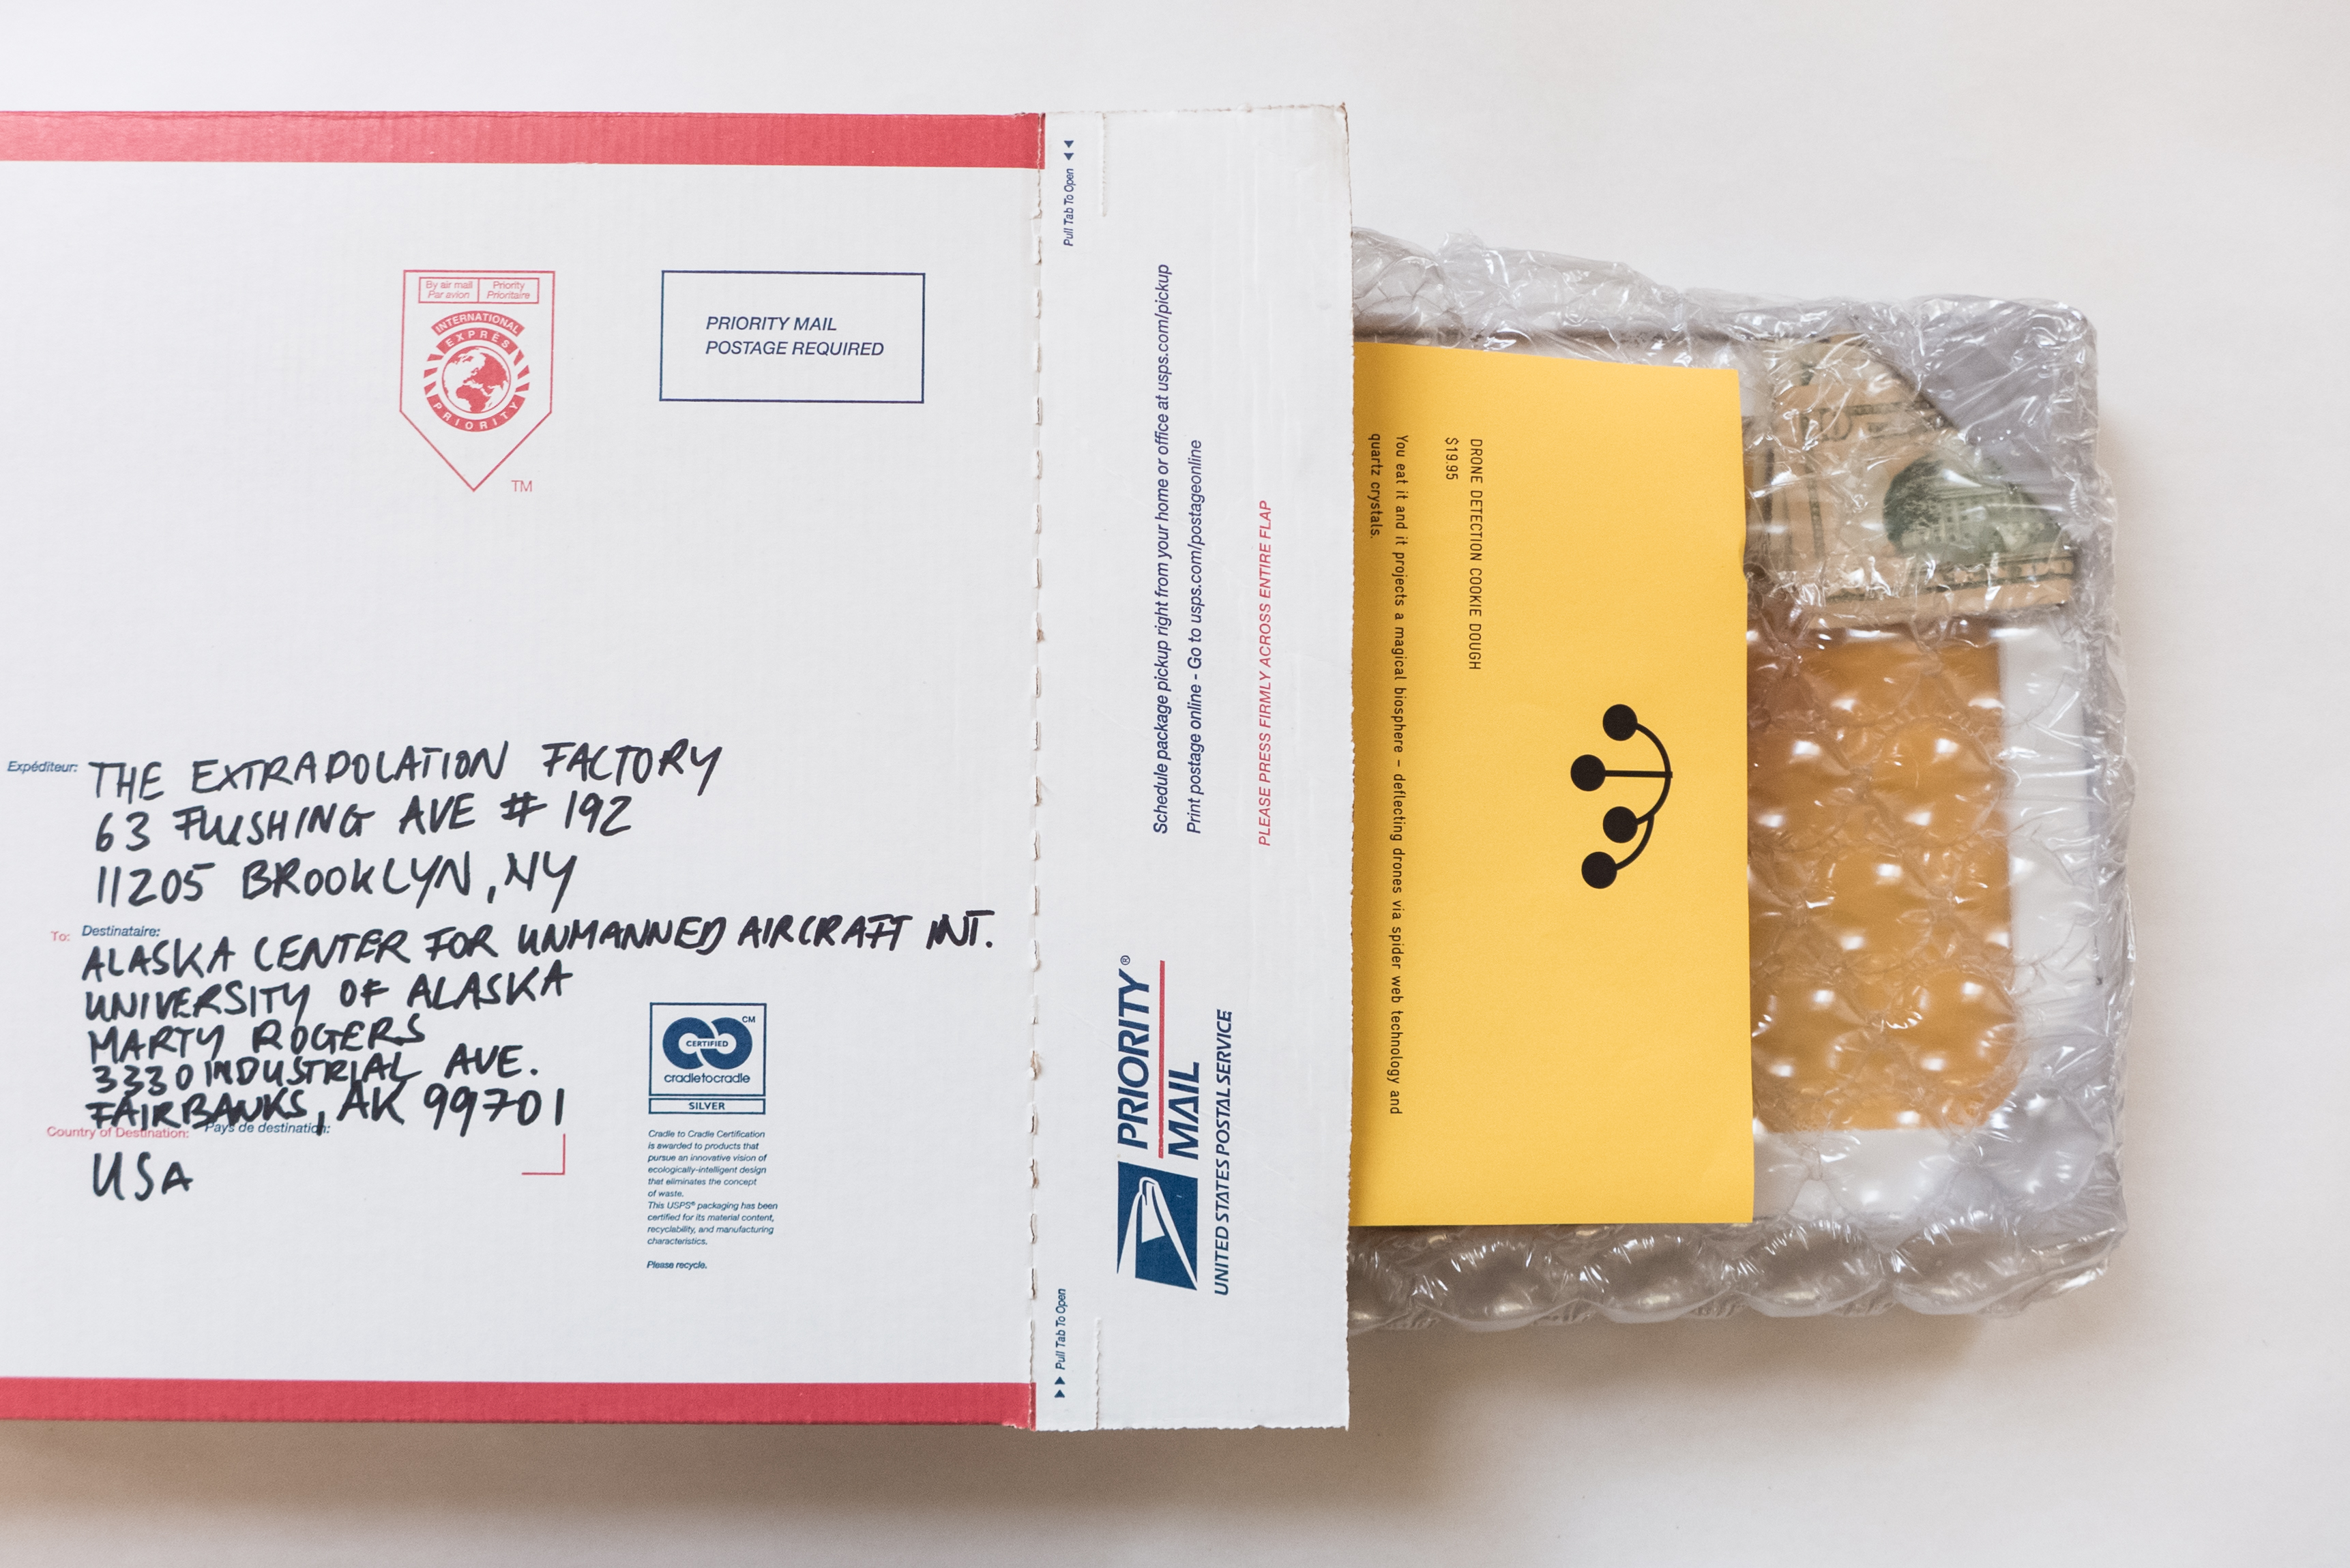 By air mail
Par avion
Priority
Prioritaire
INTERNATIONAL
EXPRÈS
PRIORITY
TM
PRIORITY MAIL
POSTAGE REQUIRED
Expéditeur:
THE EXTRAPOLATION FACTORY
63 FLUSHING AVE # 192
11205 BROOKLYN, NY
To:
Destinataire:
ALASKA CENTER FOR UNMANNED AIRCRAFT INT.
UNIVERSITY OF ALASKA
MARTY ROGERS
3330 INDUSTRIAL AVE.
FAIRBANKS, AK 99701
Country of Destination: Pays de destination:
USA
CM
CERTIFIED
cradletocradle
SILVER
Cradle to Cradle Certification
is awarded to products that
pursue an innovative vision of
ecologically-intelligent design
that eliminates the concept
of waste.
This USPS® packaging has been
certified for its material content,
recyclability, and manufacturing
characteristics.
Please recycle.
Pull Tab To Open
Pull Tab To Open
Schedule package pickup right from your home or office at usps.com/pickup
Print postage online - Go to usps.com/postageonline
PLEASE PRESS FIRMLY ACROSS ENTIRE FLAP
PRIORITY®
MAIL
UNITED STATES POSTAL SERVICE
DRONE DETECTION COOKIE DOUGH
$19.95
You eat it and it projects a magical biosphere – deflecting drones via spider web technology and
quartz crystals.